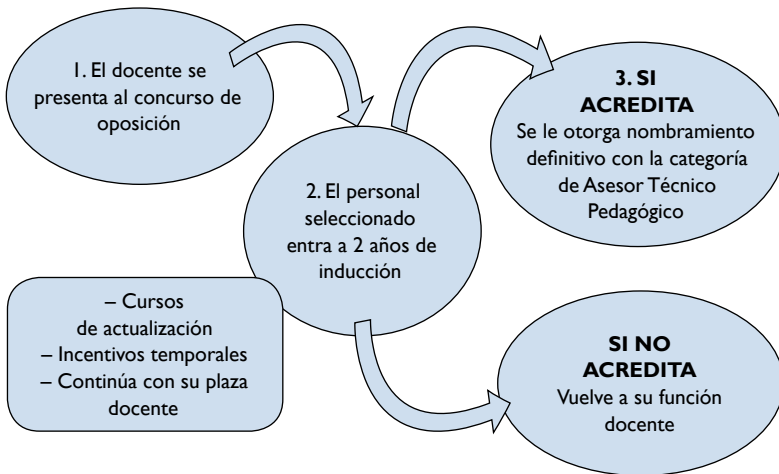 1. El docente se
presenta al concurso de
oposición
2. El personal
seleccionado
entra a 2 años de
inducción
– Cursos
de actualización
– Incentivos temporales
– Continúa con su plaza
docente
3. SI
ACREDITA
Se le otorga nombramiento
definitivo con la categoría
de Asesor Técnico
Pedagógico
SI NO
ACREDITA
Vuelve a su función
docente